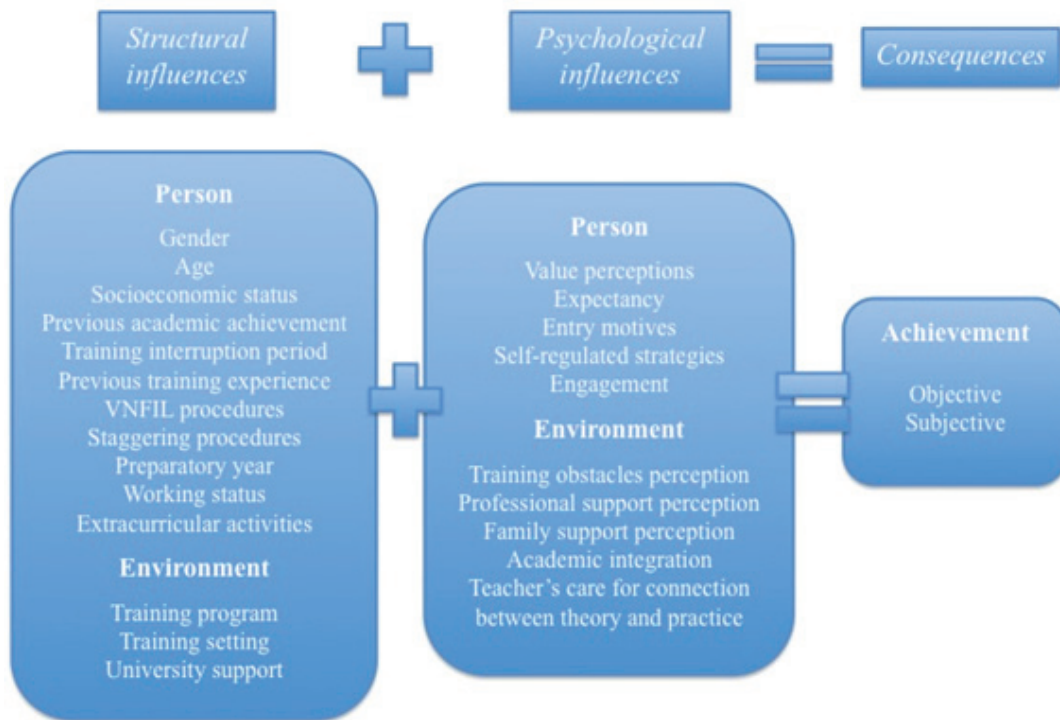 Structural
influences
Psychological
influences
Consequences
Person
Gender
Age
Socioeconomic status
Previous academic achievement
Training interruption period
Previous training experience
VNFIL procedures
Staggering procedures
Preparatory year
Working status
Extracurricular activities
Environment
Training program
Training setting
University support
Person
Value perceptions
Expectancy
Entry motives
Self-regulated strategies
Engagement
Environment
Training obstacles perception
Professional support perception
Family support perception
Academic integration
Teacher’s care for connection
between theory and practice
Achievement
Objective
Subjective